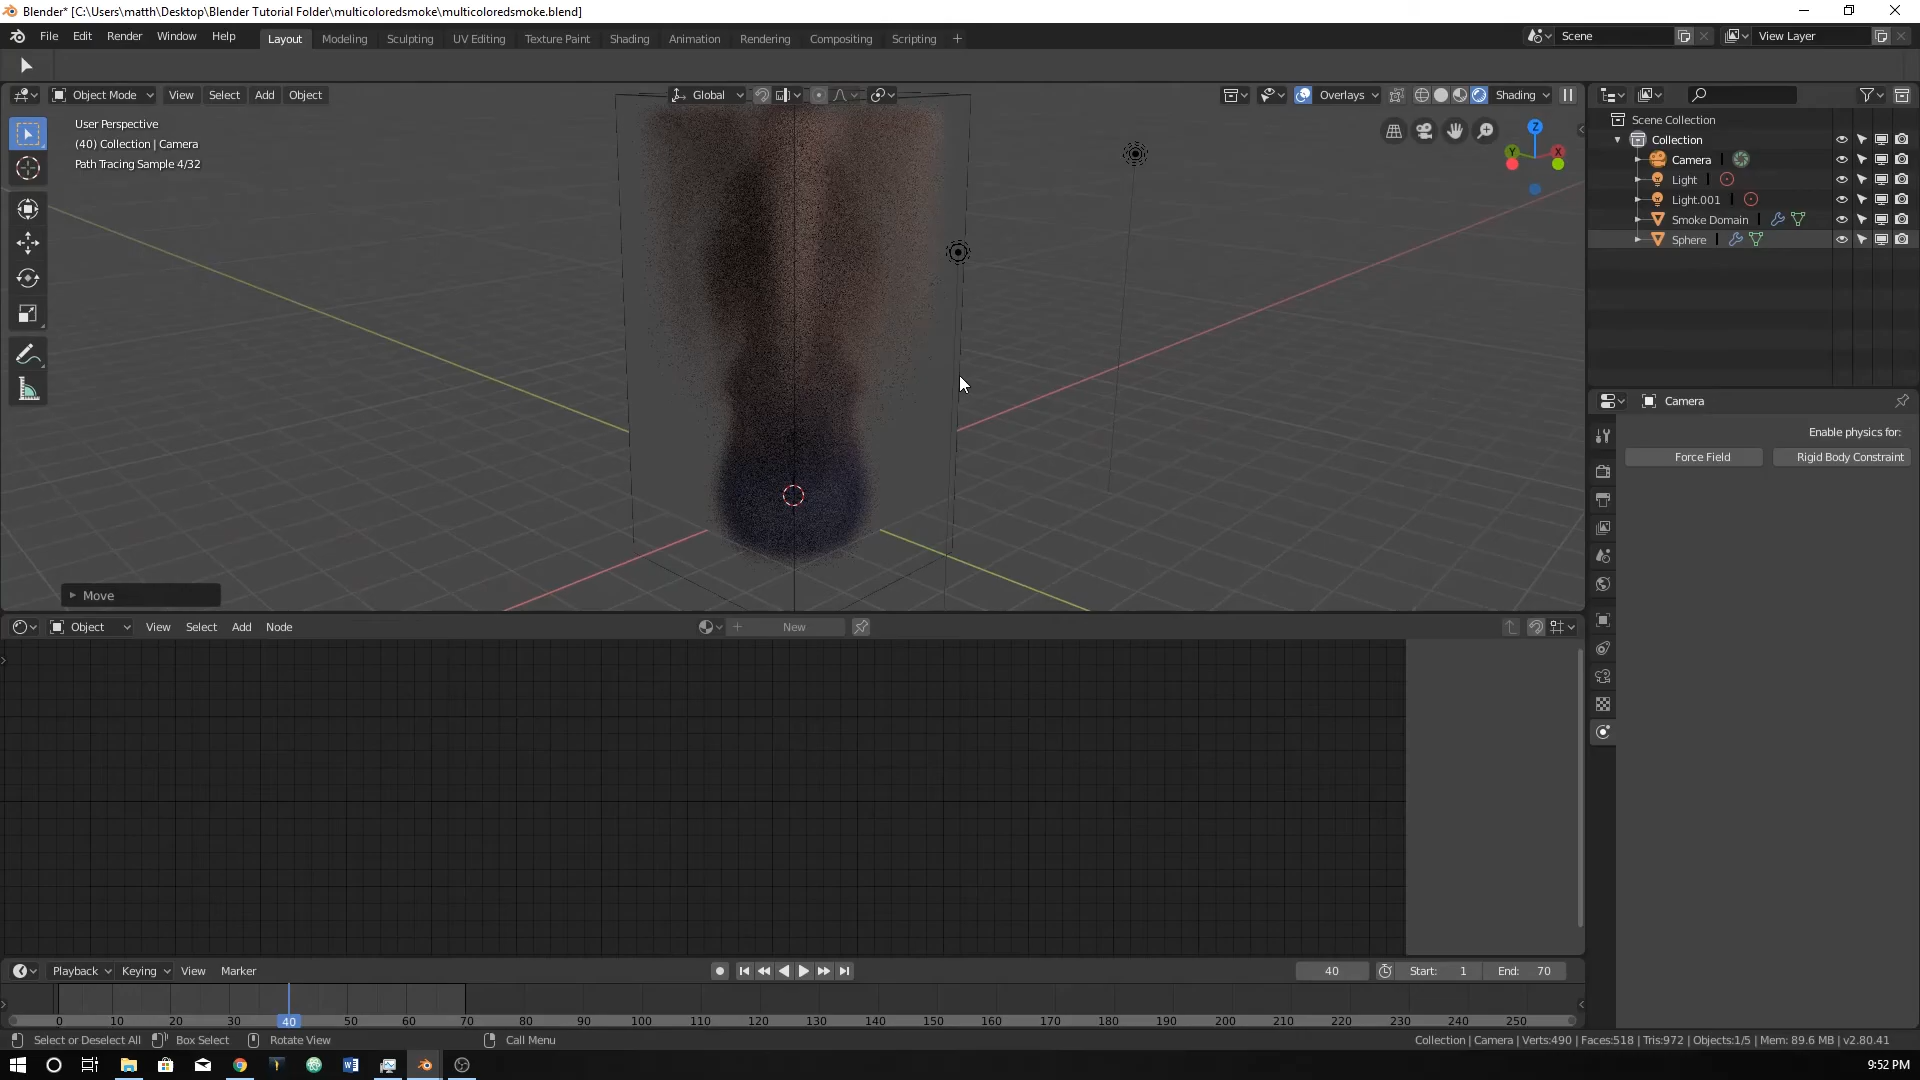 Blender* [C:\Users\matth\Desktop\Blender Tutorial Folder\multicoloredsmoke\multicoloredsmoke.blend]
File Edit Render Window Help Layout Modeling Sculpting UV Editing Texture Paint Shading Animation Rendering Compositing Scripting + Scene View Layer
Object Mode View Select Add Object Global Overlays Shading
User Perspective
(40) Collection | Camera
Path Tracing Sample 4/32
Z
Y X
Scene Collection
Collection
Camera
Light
Light.001
Smoke Domain
Sphere
Camera
Enable physics for:
Force Field Rigid Body Constraint
Move
Object View Select Add Node New
Playback Keying View Marker 40 Start: 1 End: 70
0 10 20 30 40 50 60 70 80 90 100 110 120 130 140 150 160 170 180 190 200 210 220 230 240 250
Select or Deselect All Box Select Rotate View Call Menu Collection | Camera | Verts:490 | Faces:518 | Tris:972 | Objects:1/5 | Mem: 89.6 MB | v2.80.41
9:52 PM